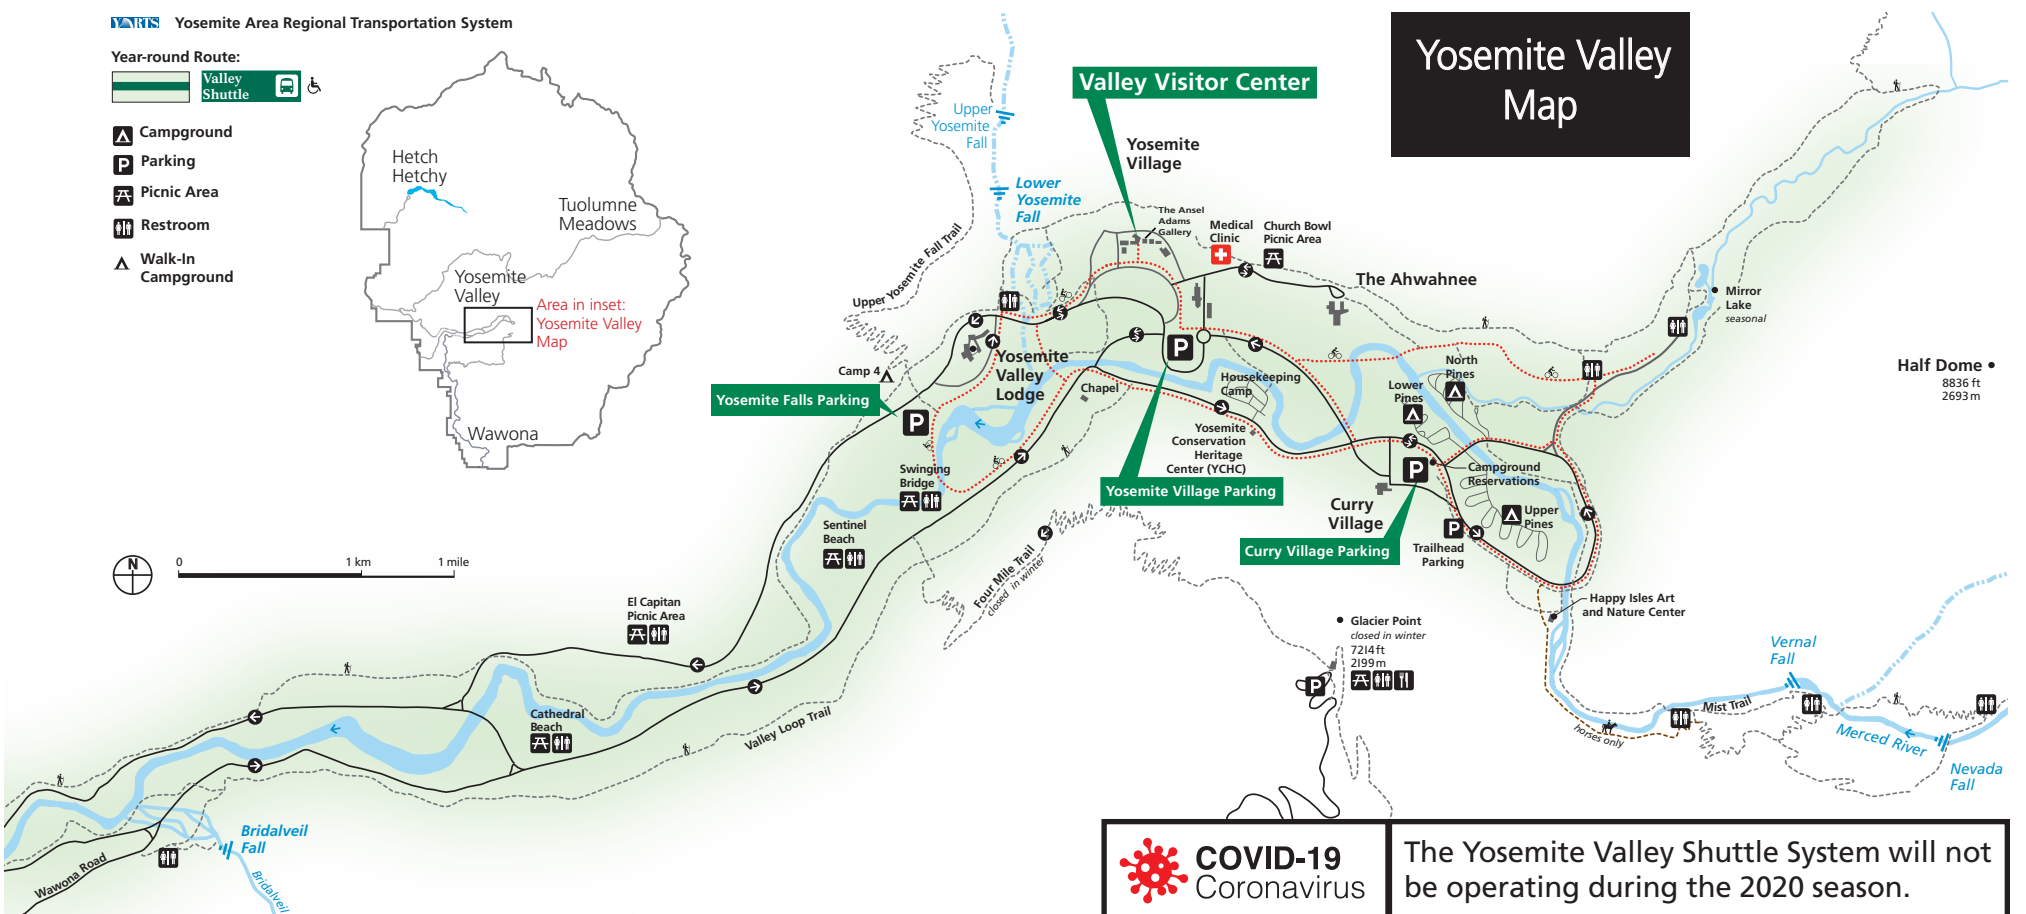 YARTS Yosemite Area Regional Transportation System
Year-round Route:
Valley
Shuttle
Campground
P Parking
Picnic Area
Restroom
Walk-In
Campground
Hetch
Hetchy
Tuolumne
Meadows
Yosemite
Valley
Area in inset:
Yosemite Valley
Map
Wawona
N
0 1 km 1 mile
Yosemite Valley
Map
Valley Visitor Center
Yosemite
Village
Upper
Yosemite
Fall
Lower
Yosemite
Fall
Upper Yosemite Fall Trail
The Ansel
Adams
Gallery
Medical
Clinic
Church Bowl
Picnic Area
The Ahwahnee
Mirror
Lake
seasonal
Half Dome
8836 ft
2693 m
Camp 4
Yosemite Falls Parking
P
Yosemite
Valley
Lodge
Chapel
P
Housekeeping
Camp
North
Pines
Lower
Pines
Yosemite
Conservation
Heritage
Center (YCHC)
Yosemite Village Parking
Swinging
Bridge
Sentinel
Beach
P
Campground
Reservations
Curry
Village
Upper
Pines
Curry Village Parking
P
Trailhead
Parking
Four Mile Trail
closed in winter
Happy Isles Art
and Nature Center
El Capitan
Picnic Area
Glacier Point
closed in winter
7214 ft
2199 m
P
Vernal
Fall
Mist Trail
horses only
Merced River
Nevada
Fall
Cathedral
Beach
Valley Loop Trail
Bridalveil
Fall
Bridalveil
Wawona Road
COVID-19
Coronavirus
The Yosemite Valley Shuttle System will not
be operating during the 2020 season.